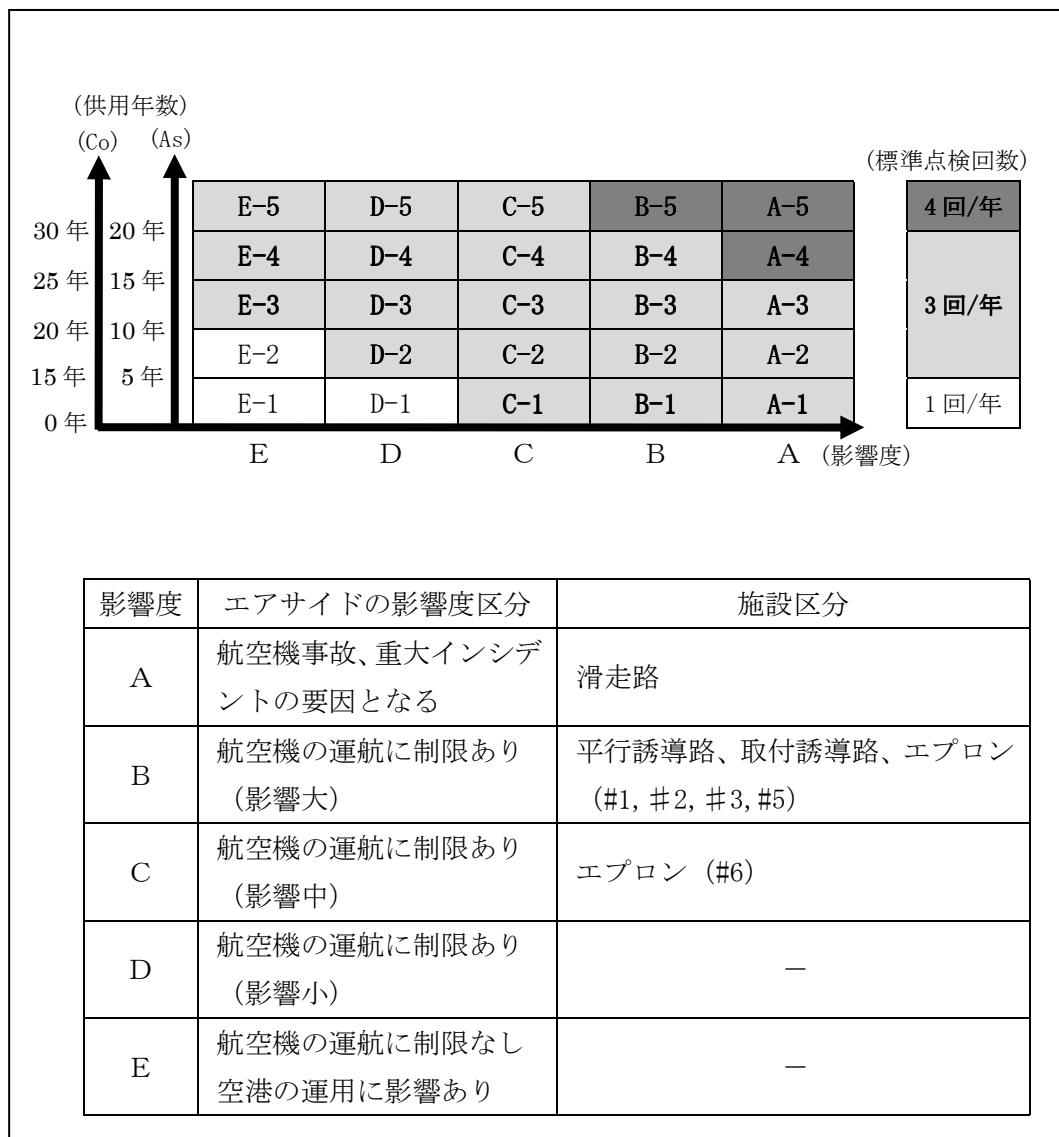 (供用年数)
(Co) (As)
(標準点検回数)
E-5 D-5 C-5 B-5 A-5 4回/年
30年 20年
E-4 D-4 C-4 B-4 A-4
25年 15年
E-3 D-3 C-3 B-3 A-3 3回/年
20年 10年
E-2 D-2 C-2 B-2 A-2
15年 5年
E-1 D-1 C-1 B-1 A-1 1回/年
0年
E D C B A (影響度)
影響度 エアサイドの影響度区分 施設区分
A
航空機事故、重大インシデ
ントの要因となる
滑走路
B
航空機の運航に制限あり
(影響大)
平行誘導路、取付誘導路、エプロン
(#1,♯2,♯3,#5)
C
航空機の運航に制限あり
(影響中)
エプロン (#6)
D
航空機の運航に制限あり
(影響小)
－
E
航空機の運航に制限なし
空港の運用に影響あり
－